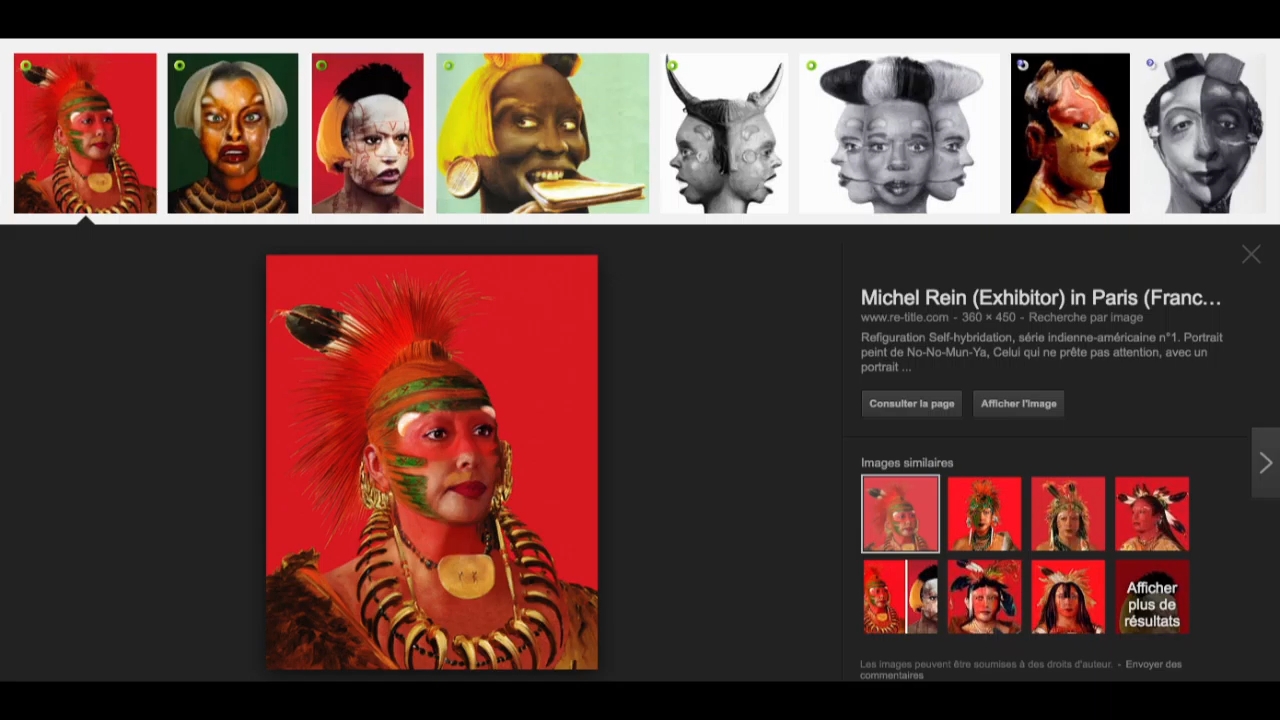 Michel Rein (Exhibitor) in Paris (Franc...
www.re-title.com - 360 × 450 - Recherche par image
Refiguration Self-hybridation, série indienne-américaine n°1. Portrait
peint de No-No-Mun-Ya, Celui qui ne prête pas attention, avec un
portrait ...
Consulter la page
Afficher l'image
Images similaires
Afficher
plus de
résultats
Les images peuvent être soumises à des droits d'auteur. - Envoyer des
commentaires